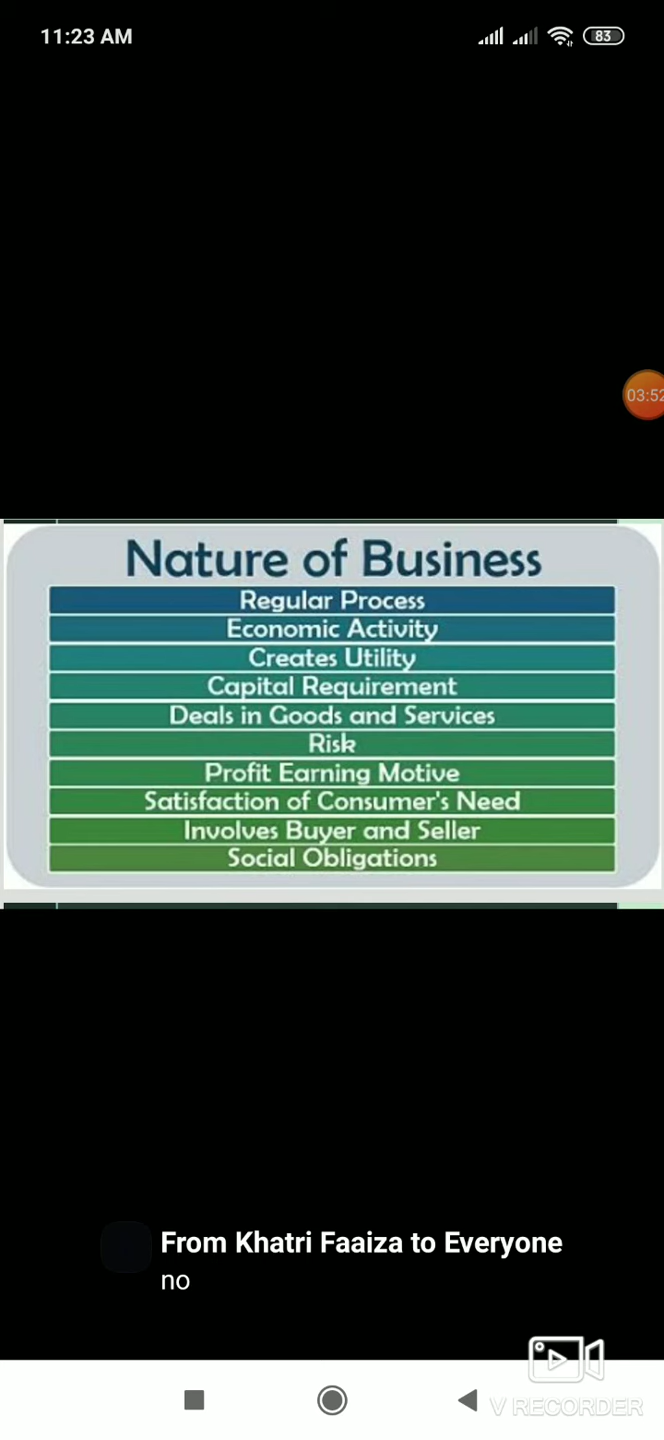 11:23 AM
83
03:52
Nature of Business
Regular Process
Economic Activity
Creates Utility
Capital Requirement
Deals in Goods and Services
Risk
Profit Earning Motive
Satisfaction of Consumer's Need
Involves Buyer and Seller
Social Obligations
From Khatri Faaiza to Everyone
no
V RECORDER